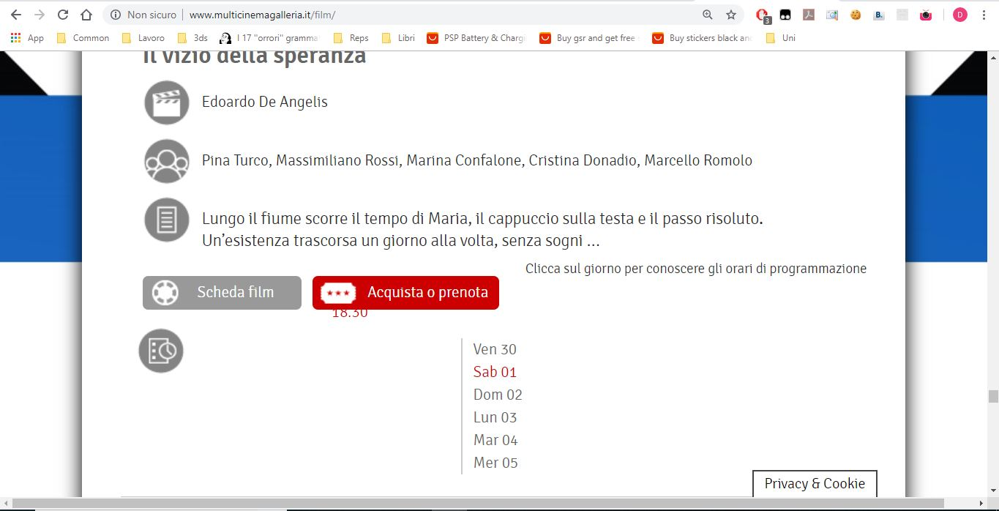 Non sicuro | www.multicinemagalleria.it/film/
3
D
App
Common
Lavoro
3ds
I 17 "orrori" gramma
Reps
Libri
PSP Battery & Chargi
Buy gsr and get free
Buy stickers black an
Uni
Il vizio della speranza
Edoardo De Angelis
Pina Turco, Massimiliano Rossi, Marina Confalone, Cristina Donadio, Marcello Romolo
Lungo il fiume scorre il tempo di Maria, il cappuccio sulla testa e il passo risoluto.
Un’esistenza trascorsa un giorno alla volta, senza sogni ...
Clicca sul giorno per conoscere gli orari di programmazione
Scheda film
Acquista o prenota
18.30
Ven 30
Sab 01
Dom 02
Lun 03
Mar 04
Mer 05
Privacy & Cookie